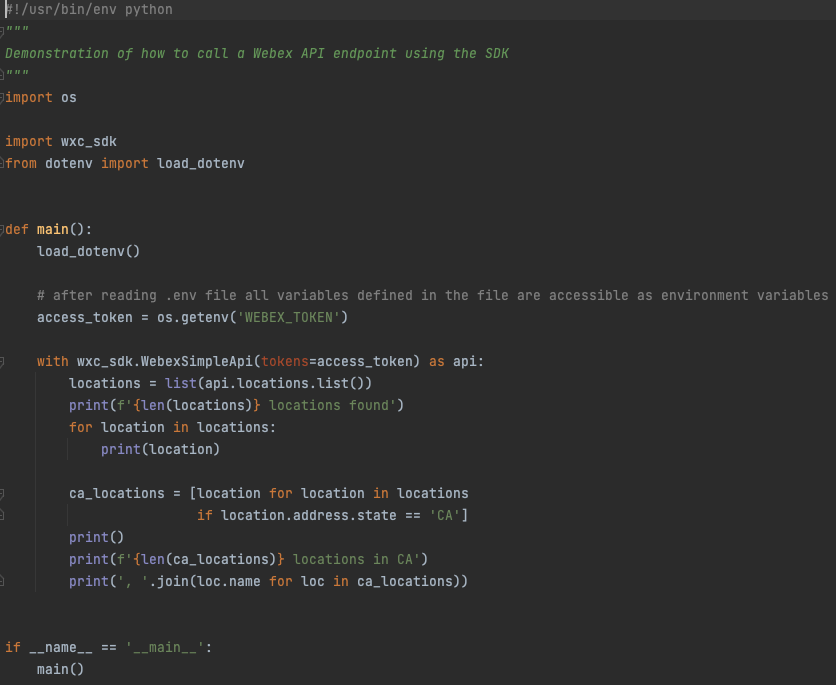 #!/usr/bin/env python
"""
Demonstration of how to call a Webex API endpoint using the SDK
"""
import os

import wxc_sdk
from dotenv import load_dotenv


def main():
    load_dotenv()

    # after reading .env file all variables defined in the file are accessible as environment variables
    access_token = os.getenv('WEBEX_TOKEN')

    with wxc_sdk.WebexSimpleApi(tokens=access_token) as api:
        locations = list(api.locations.list())
        print(f'{len(locations)} locations found')
        for location in locations:
            print(location)

        ca_locations = [location for location in locations
                        if location.address.state == 'CA']
        print()
        print(f'{len(ca_locations)} locations in CA')
        print(', '.join(loc.name for loc in ca_locations))


if __name__ == '__main__':
    main()